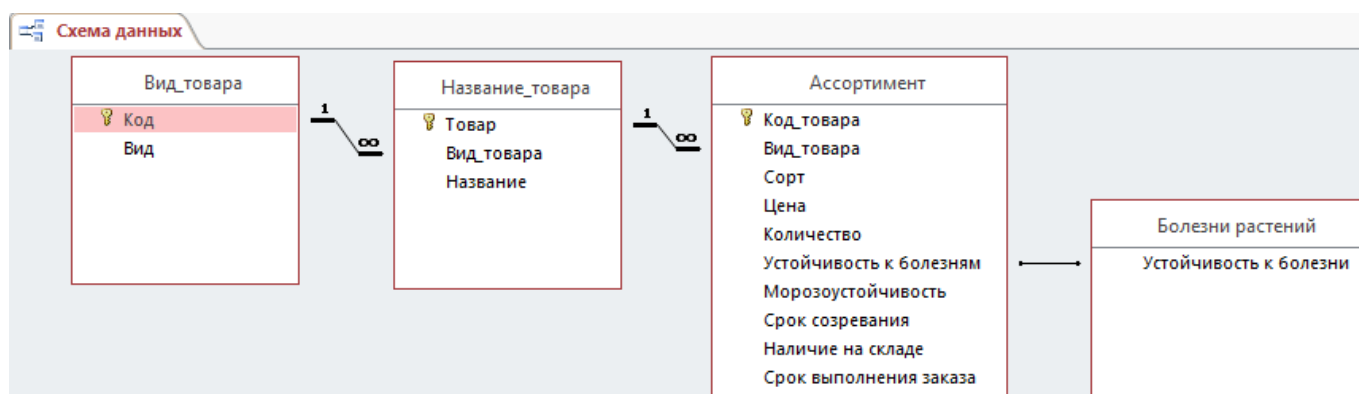 Схема данных
Вид_товара
Код
Вид
1
∞
Название_товара
Товар
Вид_товара
Название
1
∞
Ассортимент
Код_товара
Вид_товара
Сорт
Цена
Количество
Устойчивость к болезням
Морозоустойчивость
Срок созревания
Наличие на складе
Срок выполнения заказа
Болезни растений
Устойчивость к болезни